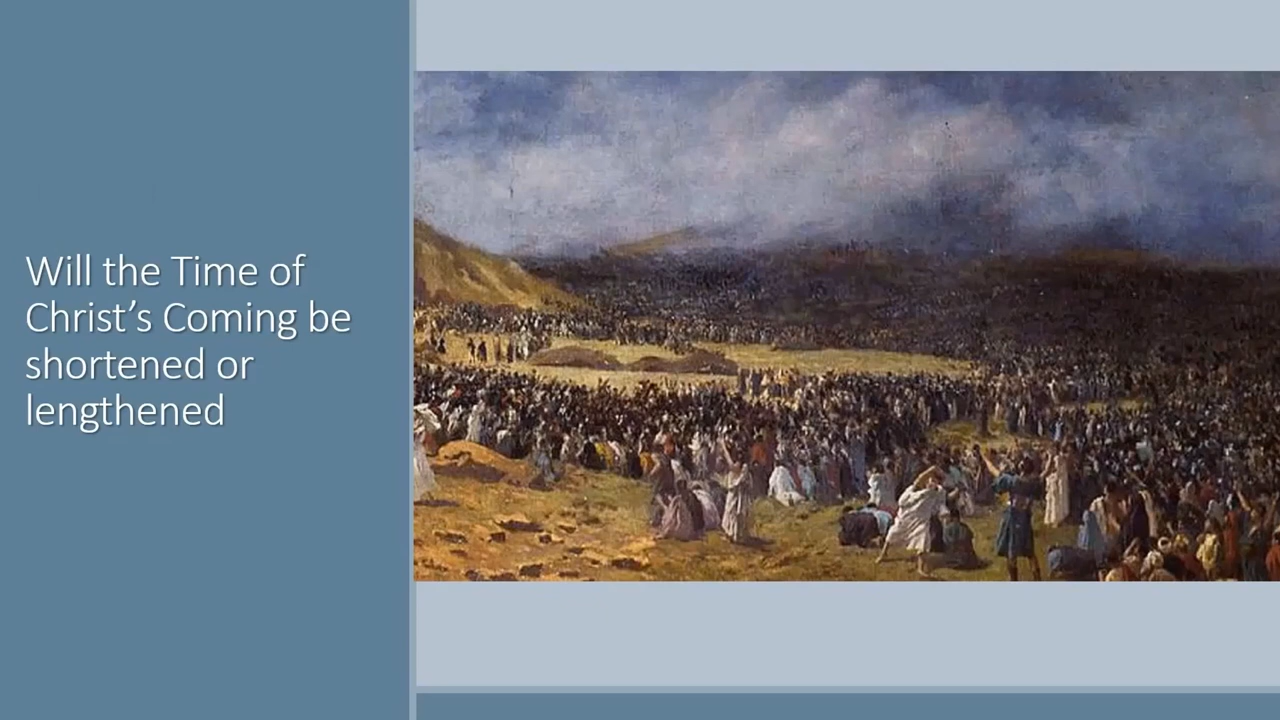 Will the Time of
Christ’s Coming be
shortened or
lengthened